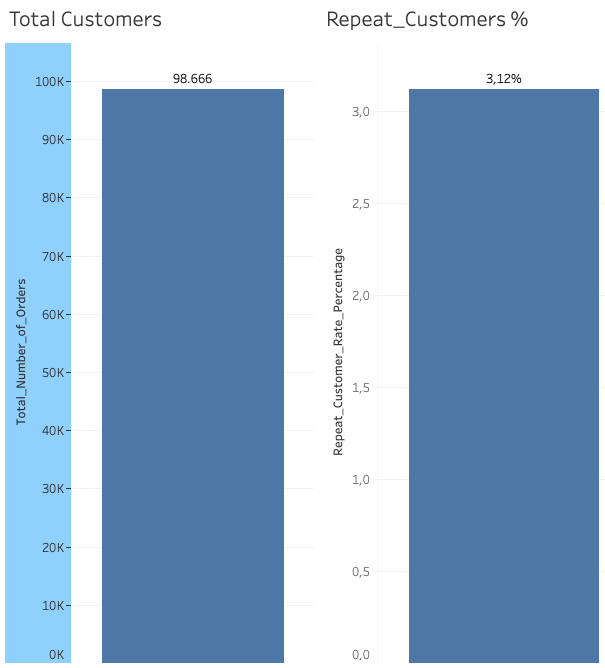 Total Customers
98.666
100K
90K
80K
70K
60K
50K
40K
30K
20K
10K
0K
Total_Number_of_Orders
Repeat_Customers %
3,12%
3,0
2,5
2,0
1,5
1,0
0,5
0,0
Repeat_Customer_Rate_Percentage